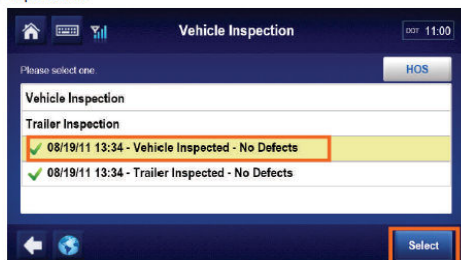 Vehicle Inspection
DOT 11:00
Please select one.
HOS
Vehicle Inspection
Trailer Inspection
08/19/11 13:34 - Vehicle Inspected - No Defects
08/19/11 13:34 - Trailer Inspected - No Defects
Select